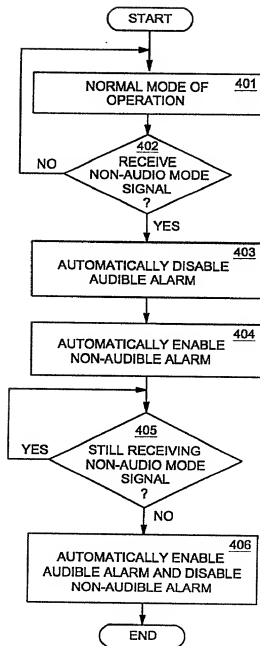 START
401
NORMAL MODE OF
OPERATION
402
RECEIVE
NON-AUDIO MODE
SIGNAL
?
NO
YES
403
AUTOMATICALLY DISABLE
AUDIBLE ALARM
404
AUTOMATICALLY ENABLE
NON-AUDIBLE ALARM
405
STILL RECEIVING
NON-AUDIO MODE
SIGNAL
?
YES
NO
406
AUTOMATICALLY ENABLE
AUDIBLE ALARM AND DISABLE
NON-AUDIBLE ALARM
END